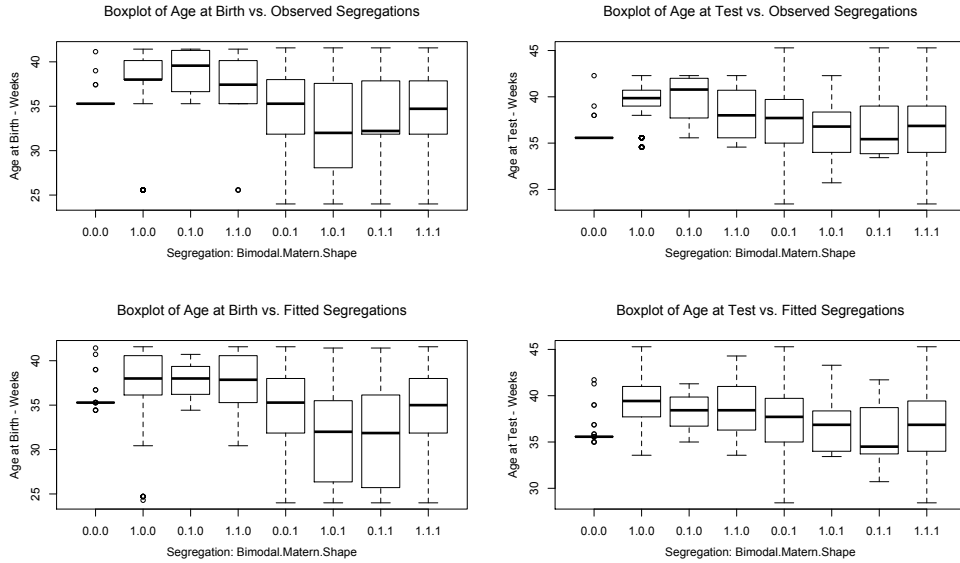 Boxplot of Age at Birth vs. Observed Segregations
Age at Birth - Weeks
40
35
30
25
0.0.0 1.0.0 0.1.0 1.1.0 0.0.1 1.0.1 0.1.1 1.1.1
Segregation: Bimodal.Matern.Shape
Boxplot of Age at Test vs. Observed Segregations
Age at Test - Weeks
45
40
35
30
0.0.0 1.0.0 0.1.0 1.1.0 0.0.1 1.0.1 0.1.1 1.1.1
Segregation: Bimodal.Matern.Shape
Boxplot of Age at Birth vs. Fitted Segregations
Age at Birth - Weeks
40
35
30
25
0.0.0 1.0.0 0.1.0 1.1.0 0.0.1 1.0.1 0.1.1 1.1.1
Segregation: Bimodal.Matern.Shape
Boxplot of Age at Test vs. Fitted Segregations
Age at Test - Weeks
45
40
35
30
0.0.0 1.0.0 0.1.0 1.1.0 0.0.1 1.0.1 0.1.1 1.1.1
Segregation: Bimodal.Matern.Shape